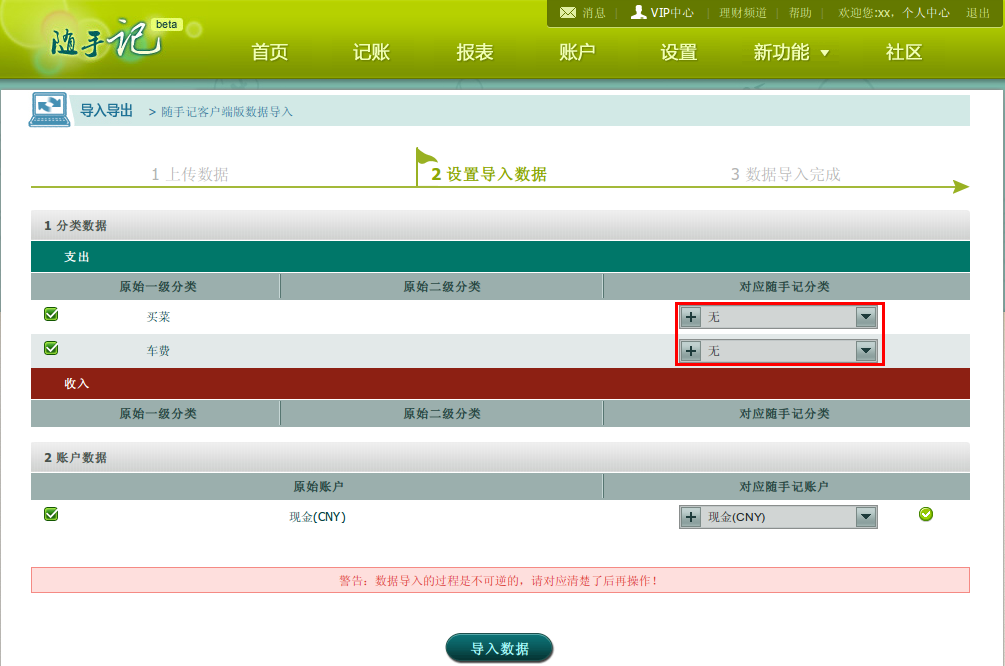 消息 VIP中心 理财频道 帮助 欢迎您:xx，个人中心 退出
随手记 beta
首页 记账 报表 账户 设置 新功能 社区
导入导出 > 随手记客户端版数据导入
1 上传数据 2 设置导入数据 3 数据导入完成
1 分类数据
支出
原始一级分类 原始二级分类 对应随手记分类
买菜 无
车费 无
收入
原始一级分类 原始二级分类 对应随手记分类
2 账户数据
原始账户 对应随手记账户
现金(CNY) 现金(CNY)
警告：数据导入的过程是不可逆的，请对应清楚了后再操作！
导入数据